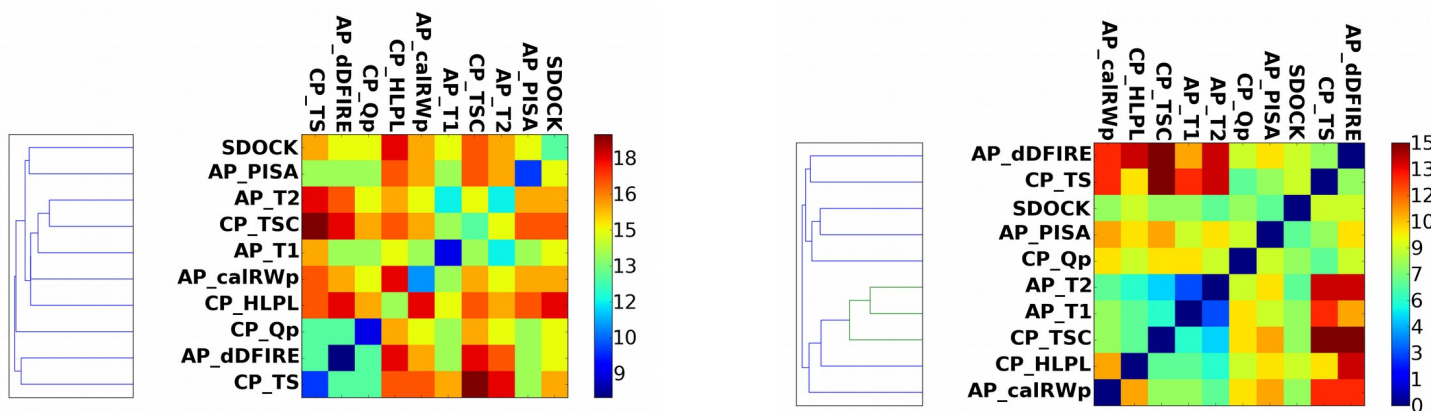 CP_TS
AP_dDFIRE
CP_Qp
CP_HLPL
AP_calRWp
AP_T1
CP_TSC
AP_T2
AP_PISA
SDOCK
SDOCK
AP_PISA
AP_T2
CP_TSC
AP_T1
AP_calRWp
CP_HLPL
CP_Qp
AP_dDFIRE
CP_TS
18
16
15
13
12
10
9
AP_calRWp
CP_HLPL
CP_TSC
AP_T1
AP_T2
CP_Qp
AP_PISA
SDOCK
CP_TS
AP_dDFIRE
AP_dDFIRE
CP_TS
SDOCK
AP_PISA
CP_Qp
AP_T2
AP_T1
CP_TSC
CP_HLPL
AP_calRWp
15
13
12
10
9
7
6
4
3
1
0